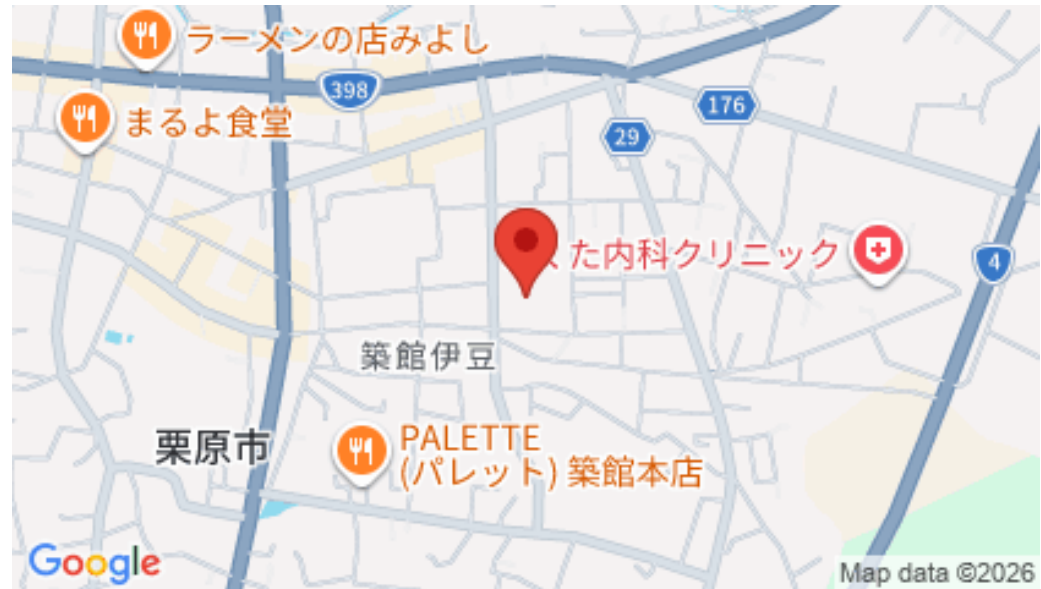 ラーメンの店みよし
398
176
まるよ食堂
29
た内科クリニック
4
築館伊豆
栗原市
PALETTE
(パレット) 築館本店
Google
Map data ©2026